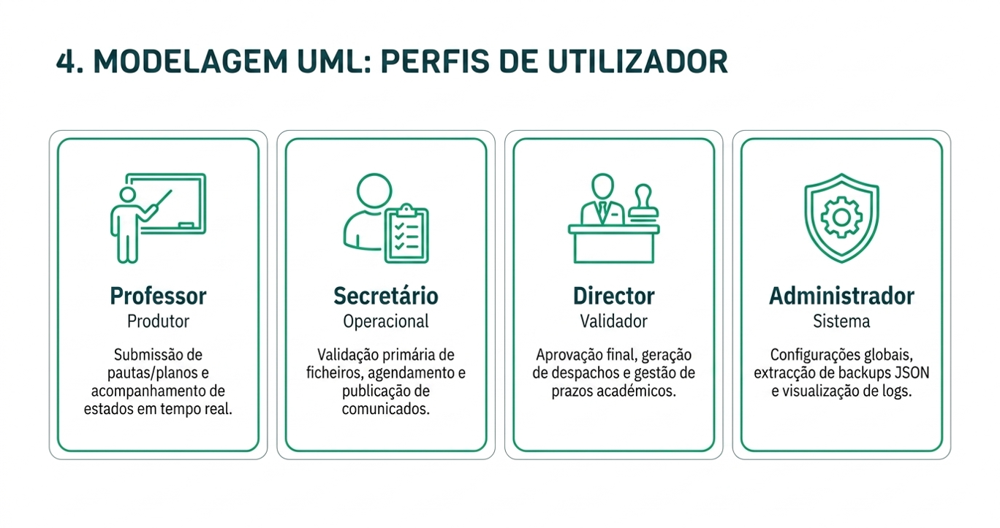 4. MODELAGEM UML: PERFIS DE UTILIZADOR
Professor
Produtor
Submissão de
pautas/planos e
acompanhamento de
estados em tempo real.
Secretário
Operacional
Validação primária de
ficheiros, agendamento e
publicação de
comunicados.
Director
Validador
Aprovação final, geração
de despachos e gestão de
prazos académicos.
Administrador
Sistema
Configurações globais,
extracção de backups JSON
e visualização de logs.